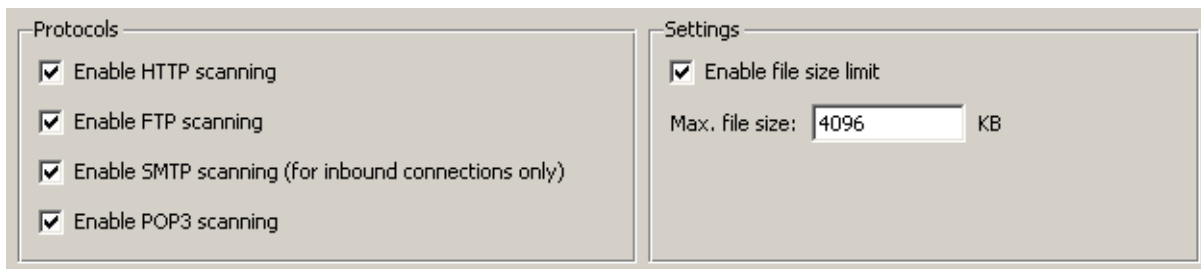 Protocols
Enable HTTP scanning
Enable FTP scanning
Enable SMTP scanning (for inbound connections only)
Enable POP3 scanning
Settings
Enable file size limit
Max. file size: 4096 KB